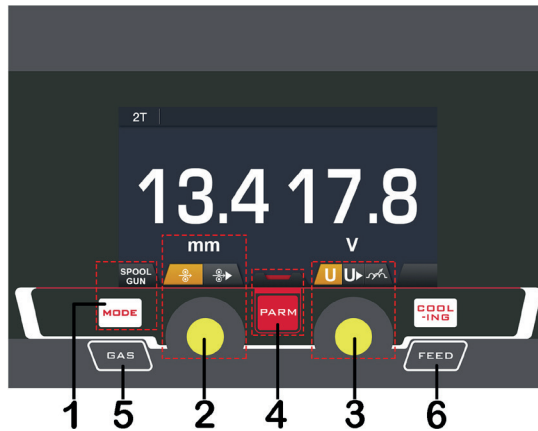 2T
13.4 17.8
mm V
SPOOL
GUN
U U
MODE
PARM
COOL
-ING
GAS
FEED
1 5 2 4 3 6